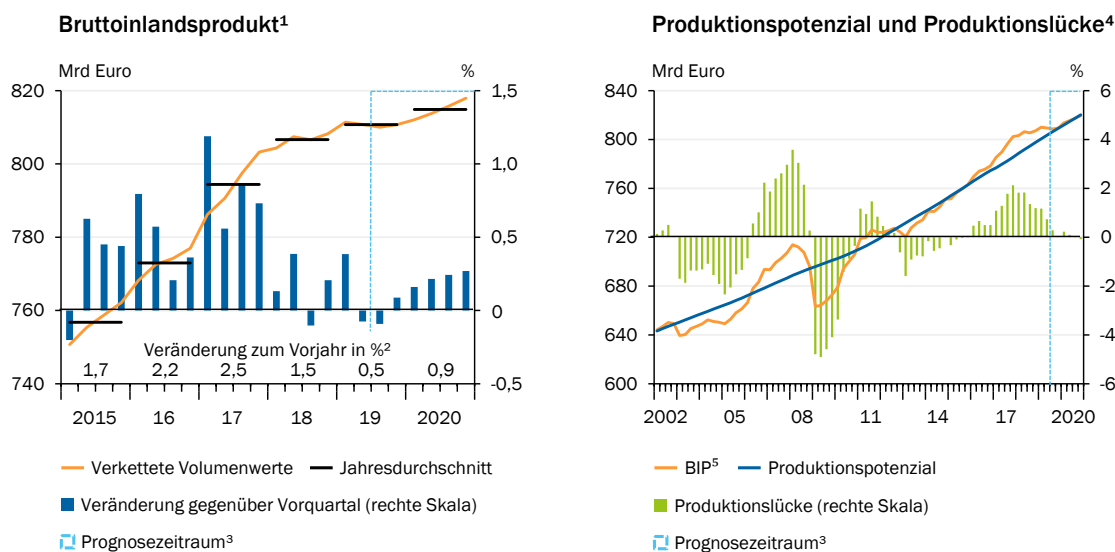 Bruttoinlandsprodukt¹
Mrd Euro %
820 1,5
800 1,0
780 0,5
760 0
740 -0,5
Veränderung zum Vorjahr in %²
1,7 2,2 2,5 1,5 0,5 0,9
2015 16 17 18 19 2020
Verkettete Volumenwerte Jahresdurchschnitt
Veränderung gegenüber Vorquartal (rechte Skala)
Prognosezeitraum³
Produktionspotenzial und Produktionslücke⁴
Mrd Euro %
840 6
800 4
760 2
720 0
680 -2
640 -4
600 -6
2002 05 08 11 14 17 2020
BIP⁵ Produktionspotenzial
Produktionslücke (rechte Skala)
Prognosezeitraum³